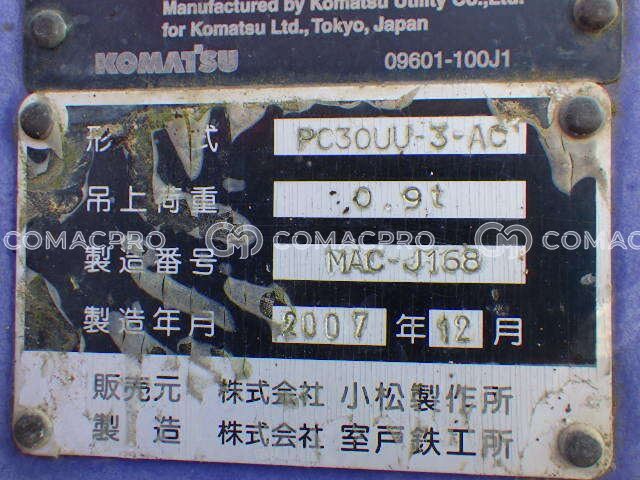 Manufactured by Komatsu Utility Co.,Ltd.
for Komatsu Ltd., Tokyo, Japan
KOMATSU 09601-100J1
形 式 PC30UU-3-AC
吊上荷重 0.9t
COMACPRO COMACPRO COMACPRO
製造番号 MAC-J168
製造年月 2007 年 12 月
販売元 株式会社 小松製作所
製 造 株式会社 室戸鉄工所